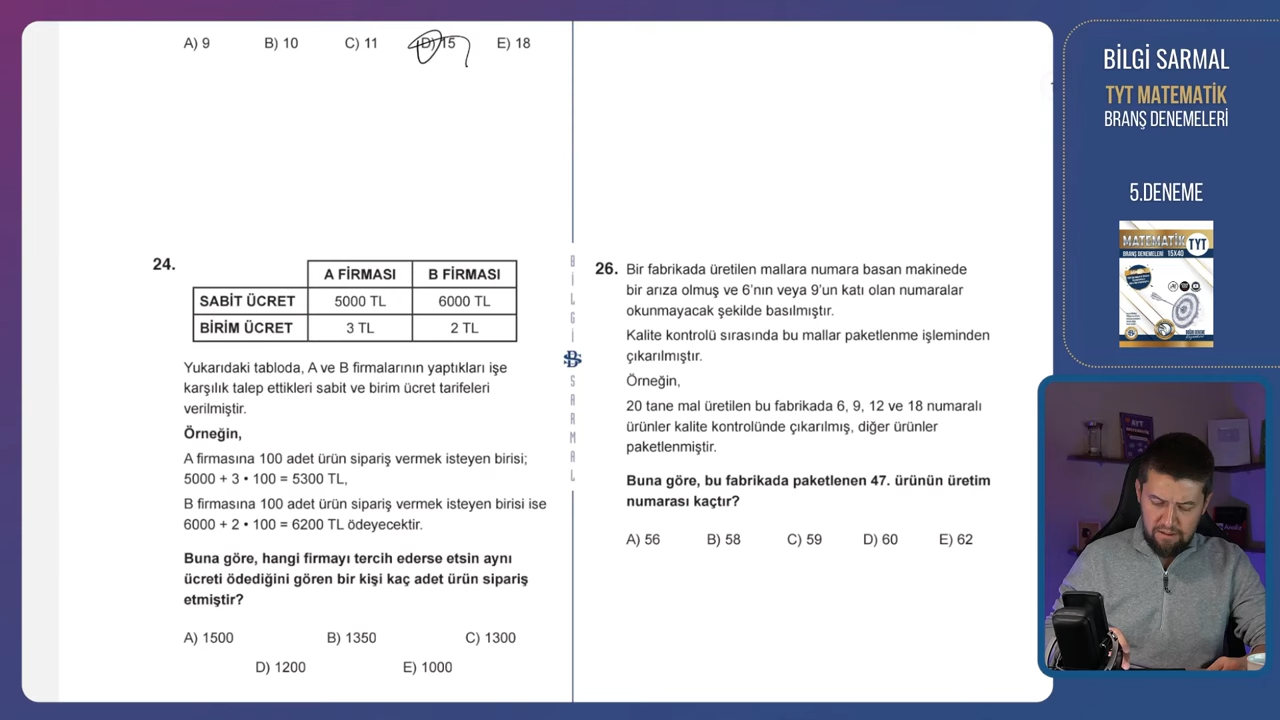 A) 9 B) 10 C) 11 D) 15 E) 18
24.
A FİRMASI B FİRMASI
SABİT ÜCRET 5000 TL 6000 TL
BİRİM ÜCRET 3 TL 2 TL
Yukarıdaki tabloda, A ve B firmalarının yaptıkları işe
karşılık talep ettikleri sabit ve birim ücret tarifeleri
verilmiştir.
Örneğin,
A firmasına 100 adet ürün sipariş vermek isteyen birisi;
5000 + 3 • 100 = 5300 TL,
B firmasına 100 adet ürün sipariş vermek isteyen birisi ise
6000 + 2 • 100 = 6200 TL ödeyecektir.
Buna göre, hangi firmayı tercih ederse etsin aynı
ücreti ödediğini gören bir kişi kaç adet ürün sipariş
etmiştir?
A) 1500 B) 1350 C) 1300
D) 1200 E) 1000
BİLGİ
SARMAL
26. Bir fabrikada üretilen mallara numara basan makinede
bir arıza olmuş ve 6'nın veya 9'un katı olan numaralar
okunmayacak şekilde basılmıştır.
Kalite kontrolü sırasında bu mallar paketlenme işleminden
çıkarılmıştır.
Örneğin,
20 tane mal üretilen bu fabrikada 6, 9, 12 ve 18 numaralı
ürünler kalite kontrolünde çıkarılmış, diğer ürünler
paketlenmiştir.
Buna göre, bu fabrikada paketlenen 47. ürünün üretim
numarası kaçtır?
A) 56 B) 58 C) 59 D) 60 E) 62
BİLGİ SARMAL
TYT MATEMATİK
BRANŞ DENEMELERİ
5.DENEME
MATEMATİK TYT
BRANŞ DENEMELERİ 15X40